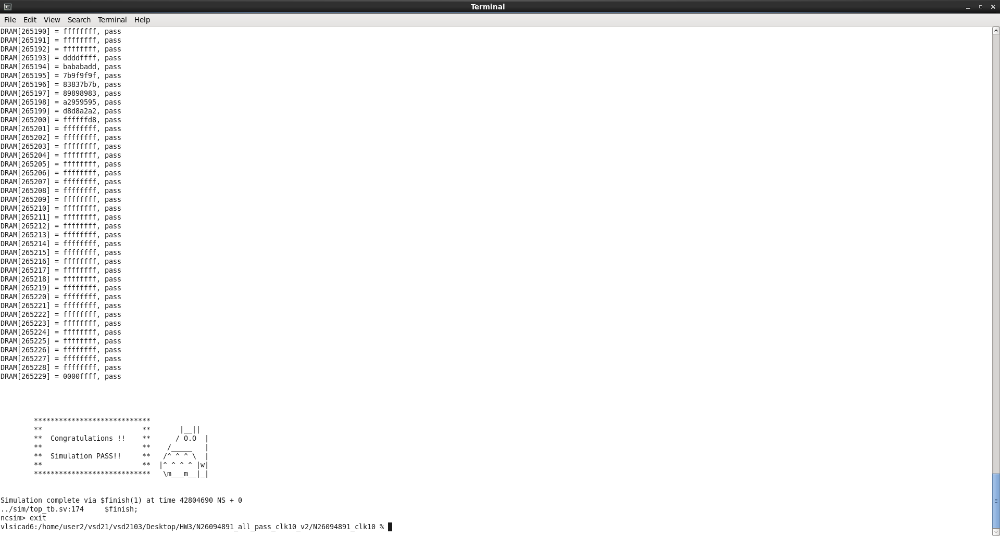 Terminal
File Edit View Search Terminal Help
DRAM[265190] = ffffffff, pass
DRAM[265191] = ffffffff, pass
DRAM[265192] = ffffffff, pass
DRAM[265193] = ddddffff, pass
DRAM[265194] = bababadd, pass
DRAM[265195] = 7b9f9f9f, pass
DRAM[265196] = 83837b7b, pass
DRAM[265197] = 89898983, pass
DRAM[265198] = a2959595, pass
DRAM[265199] = d8d8a2a2, pass
DRAM[265200] = ffffffd8, pass
DRAM[265201] = ffffffff, pass
DRAM[265202] = ffffffff, pass
DRAM[265203] = ffffffff, pass
DRAM[265204] = ffffffff, pass
DRAM[265205] = ffffffff, pass
DRAM[265206] = ffffffff, pass
DRAM[265207] = ffffffff, pass
DRAM[265208] = ffffffff, pass
DRAM[265209] = ffffffff, pass
DRAM[265210] = ffffffff, pass
DRAM[265211] = ffffffff, pass
DRAM[265212] = ffffffff, pass
DRAM[265213] = ffffffff, pass
DRAM[265214] = ffffffff, pass
DRAM[265215] = ffffffff, pass
DRAM[265216] = ffffffff, pass
DRAM[265217] = ffffffff, pass
DRAM[265218] = ffffffff, pass
DRAM[265219] = ffffffff, pass
DRAM[265220] = ffffffff, pass
DRAM[265221] = ffffffff, pass
DRAM[265222] = ffffffff, pass
DRAM[265223] = ffffffff, pass
DRAM[265224] = ffffffff, pass
DRAM[265225] = ffffffff, pass
DRAM[265226] = ffffffff, pass
DRAM[265227] = ffffffff, pass
DRAM[265228] = ffffffff, pass
DRAM[265229] = 0000ffff, pass
        ****************************
        **                        **       |__||
        **  Congratulations !!    **      / O.O  |
        **                        **    /_____   |
        **  Simulation PASS!!     **   /^ ^ ^ \  |
        **                        **  |^ ^ ^ ^ |w|
        ****************************   \m___m__|_|
Simulation complete via $finish(1) at time 42804690 NS + 0
../sim/top_tb.sv:174     $finish;
ncsim> exit
vlsicad6:/home/user2/vsd21/vsd2103/Desktop/HW3/N26094891_all_pass_clk10_v2/N26094891_clk10 %